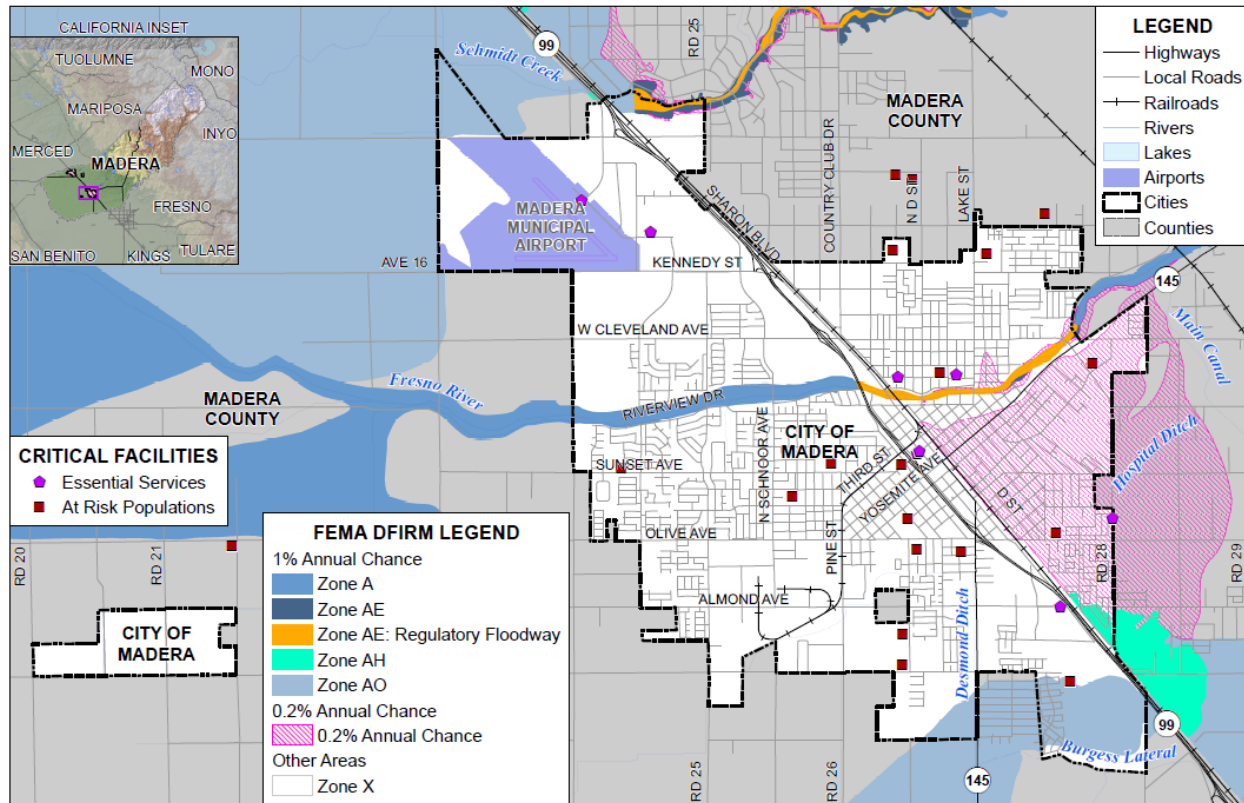 CALIFORNIA INSET
TUOLUMNE
MONO
MARIPOSA
INYO
MERCED
MADERA
FRESNO
TULARE
SAN BENITO
KINGS
99
Schmidt Creek
RD 25
MADERA
COUNTY
COUNTRY CLUB DR
N D ST
LAKE ST
LEGEND
Highways
Local Roads
Railroads
Rivers
Lakes
Airports
Cities
Counties
MADERA
MUNICIPAL
AIRPORT
SHARON BLVD
AVE 16
KENNEDY ST
145
Main Canal
W CLEVELAND AVE
Fresno River
RIVERVIEW DR
MADERA
COUNTY
N SCHNOOR AVE
CITY OF
MADERA
Hospital Ditch
SUNSET AVE
THIRD ST
YOSEMITE AVE
D ST
CRITICAL FACILITIES
Essential Services
At Risk Populations
OLIVE AVE
PINE ST
RD 20
RD 21
RD 28
RD 29
ALMOND AVE
Desmond Ditch
CITY OF
MADERA
FEMA DFIRM LEGEND
1% Annual Chance
Zone A
Zone AE
Zone AE: Regulatory Floodway
Zone AH
Zone AO
0.2% Annual Chance
0.2% Annual Chance
Other Areas
Zone X
RD 25
RD 26
145
99
Burgess Lateral